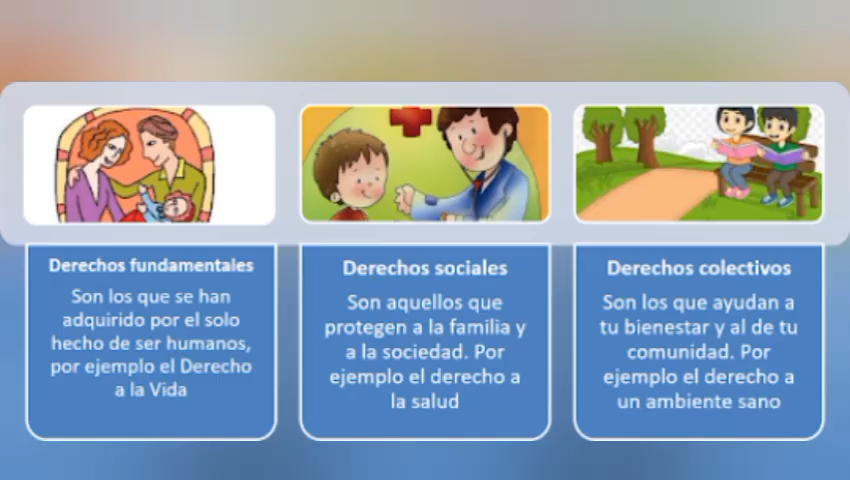 Derechos fundamentales
Son los que se han
adquirido por el solo
hecho de ser humanos,
por ejemplo el Derecho
a la Vida
Derechos sociales
Son aquellos que
protegen a la familia y
a la sociedad. Por
ejemplo el derecho a
la salud
Derechos colectivos
Son los que ayudan a
tu bienestar y al de tu
comunidad. Por
ejemplo el derecho a
un ambiente sano